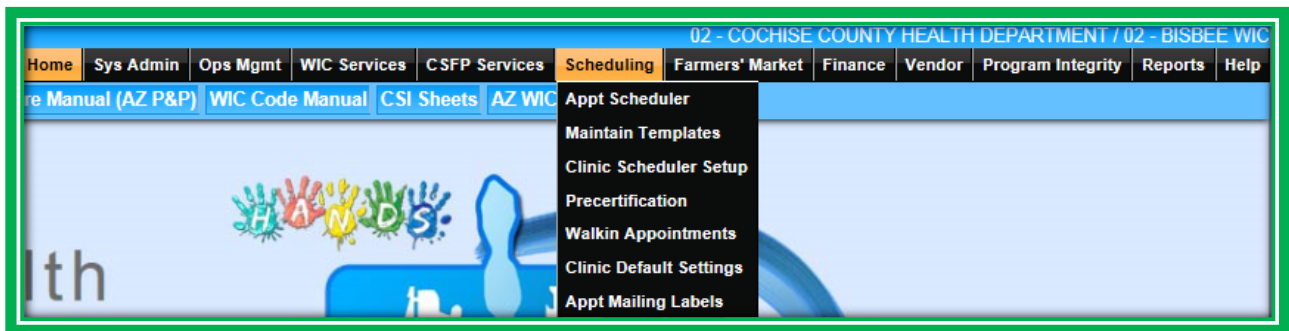 02 - COCHISE COUNTY HEALTH DEPARTMENT / 02 - BISBEE WIC
Home Sys Admin Ops Mgmt WIC Services CSFP Services Scheduling Farmers' Market Finance Vendor Program Integrity Reports Help
re Manual (AZ P&P) WIC Code Manual CSI Sheets AZ WIC
Appt Scheduler
Maintain Templates
Clinic Scheduler Setup
Precertification
Walkin Appointments
Clinic Default Settings
Appt Mailing Labels
HANDS
lth